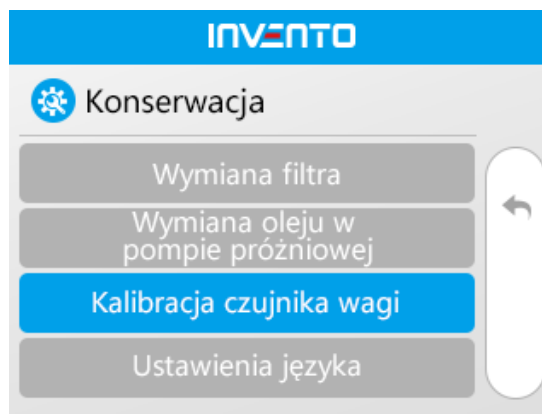 INVENTO
Konserwacja
Wymiana filtra
Wymiana oleju w
pompie próżniowej
Kalibracja czujnika wagi
Ustawienia języka